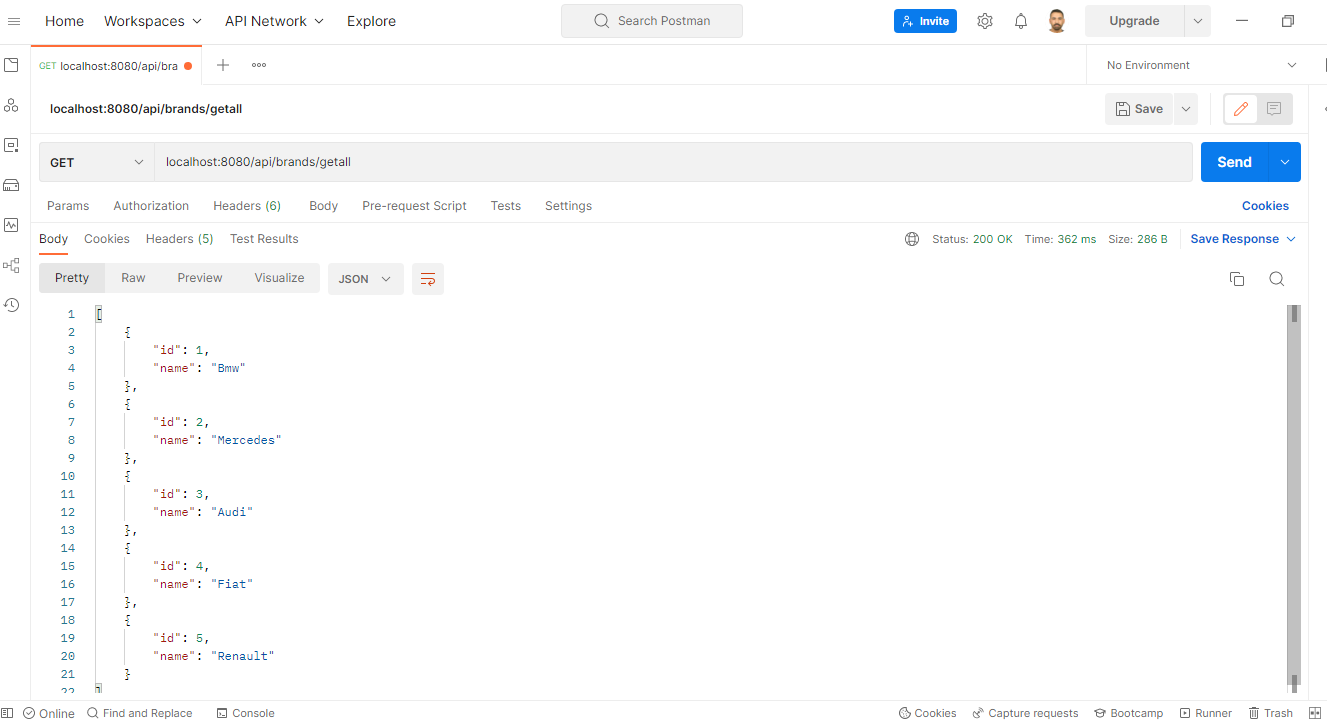 Home Workspaces API Network Explore Search Postman Invite Upgrade
GET localhost:8080/api/bra No Environment
localhost:8080/api/brands/getall Save
GET localhost:8080/api/brands/getall Send
Params Authorization Headers (6) Body Pre-request Script Tests Settings Cookies
Body Cookies Headers (5) Test Results Status: 200 OK Time: 362 ms Size: 286 B Save Response
Pretty Raw Preview Visualize JSON
1 [
2 {
3 "id": 1,
4 "name": "Bmw"
5 },
6 {
7 "id": 2,
8 "name": "Mercedes"
9 },
10 {
11 "id": 3,
12 "name": "Audi"
13 },
14 {
15 "id": 4,
16 "name": "Fiat"
17 },
18 {
19 "id": 5,
20 "name": "Renault"
21 }
22 ]
Online Find and Replace Console Cookies Capture requests Bootcamp Runner Trash